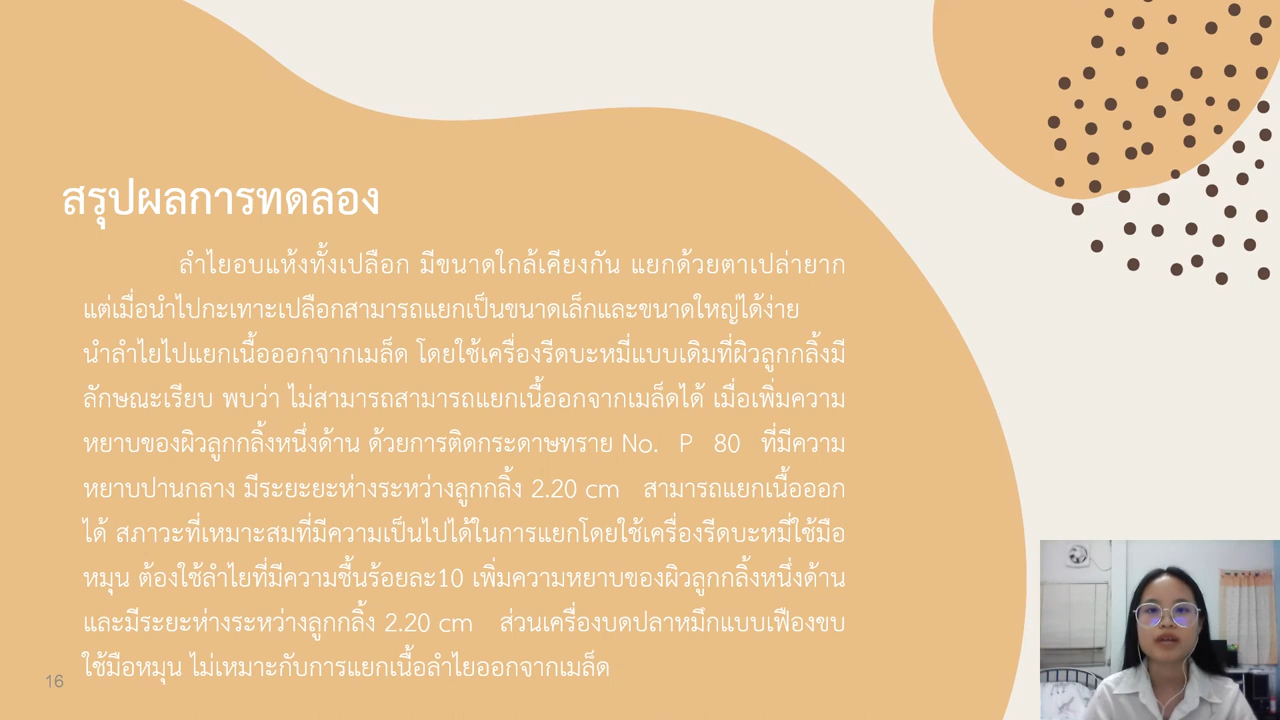 สรุปผลการทดลอง
ลำไยอบแห้งทั้งเปลือก มีขนาดใกล้เคียงกัน แยกด้วยตาเปล่ายาก
แต่เมื่อนำไปกะเทาะเปลือกสามารถแยกเป็นขนาดเล็กและขนาดใหญ่ได้ง่าย
นำลำไยไปแยกเนื้อออกจากเมล็ด โดยใช้เครื่องรีดบะหมี่แบบเดิมที่ผิวลูกกลิ้งมี
ลักษณะเรียบ พบว่า ไม่สามารถสามารถแยกเนื้ออกจากเมล็ดได้ เมื่อเพิ่มความ
หยาบของผิวลูกกลิ้งหนึ่งด้าน ด้วยการติดกระดาษทราย No. P 80 ที่มีความ
หยาบปานกลาง มีระยะยะห่างระหว่างลูกกลิ้ง 2.20 cm สามารถแยกเนื้อออก
ได้ สภาวะที่เหมาะสมที่มีความเป็นไปได้ในการแยกโดยใช้เครื่องรีดบะหมี่ใช้มือ
หมุน ต้องใช้ลำไยที่มีความชื้นร้อยละ10 เพิ่มความหยาบของผิวลูกกลิ้งหนึ่งด้าน
และมีระยะห่างระหว่างลูกกลิ้ง 2.20 cm ส่วนเครื่องบดปลาหมึกแบบเฟืองขบ
ใช้มือหมุน ไม่เหมาะกับการแยกเนื้อลำไยออกจากเมล็ด
16